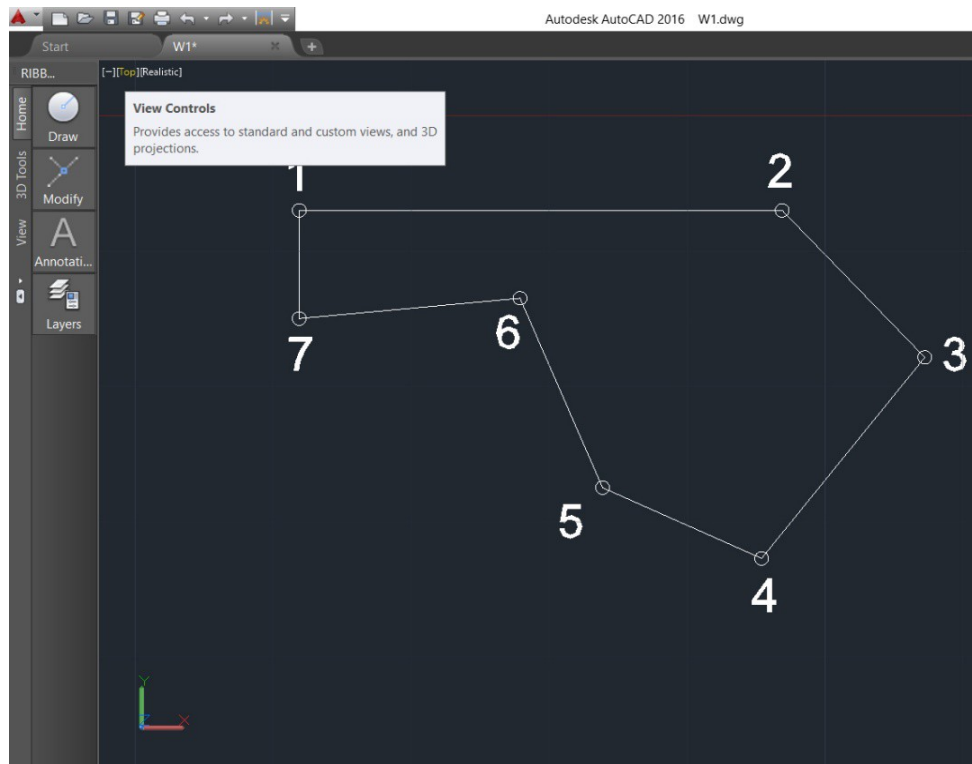 Autodesk AutoCAD 2016 W1.dwg
Start
W1*
RIBB...
[−][Top][Realistic]
Home
3D Tools
View
Draw
Modify
Annotati...
Layers
View Controls
Provides access to standard and custom views, and 3D
projections.
1
2
3
4
5
6
7
Y
Z
X